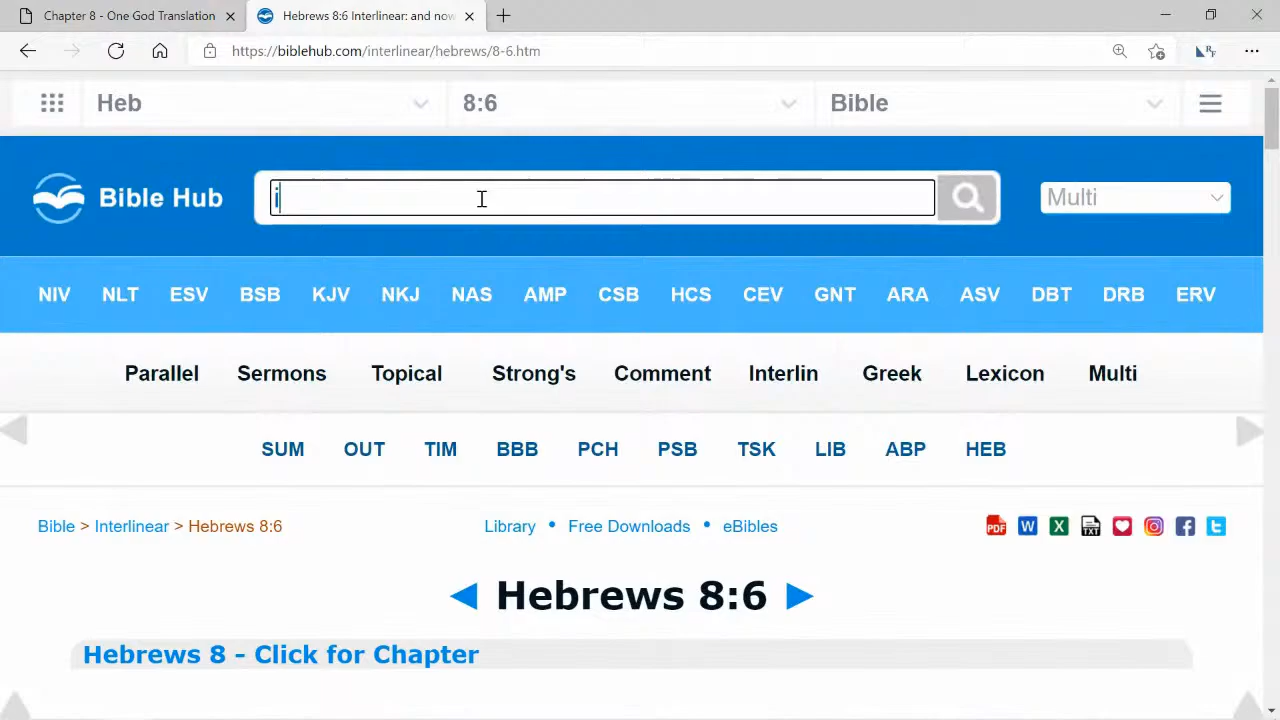 Chapter 8 - One God Translation
Hebrews 8:6 Interlinear: and now
https://biblehub.com/interlinear/hebrews/8-6.htm
Heb 8:6 Bible
Bible Hub i Multi
NIV NLT ESV BSB KJV NKJ NAS AMP CSB HCS CEV GNT ARA ASV DBT DRB ERV
Parallel Sermons Topical Strong's Comment Interlin Greek Lexicon Multi
SUM OUT TIM BBB PCH PSB TSK LIB ABP HEB
Bible > Interlinear > Hebrews 8:6 Library • Free Downloads • eBibles PDF W X TXT
◄ Hebrews 8:6 ►
Hebrews 8 - Click for Chapter